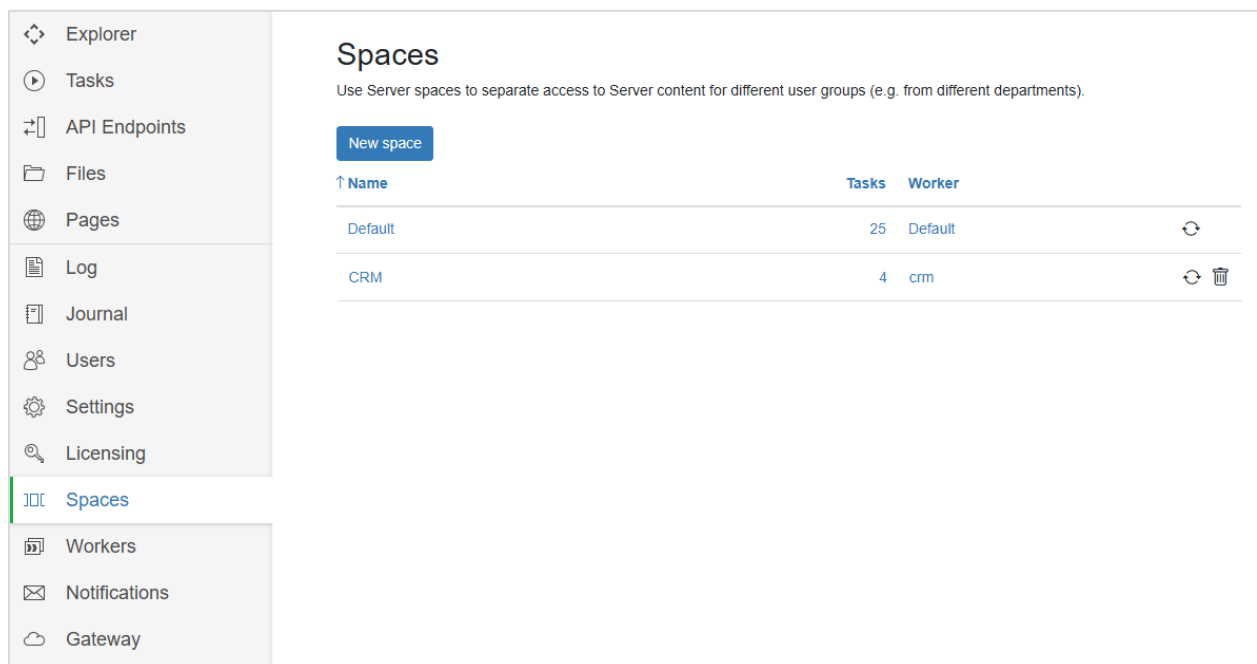 Explorer
Tasks
API Endpoints
Files
Pages
Log
Journal
Users
Settings
Licensing
Spaces
Workers
Notifications
Gateway
Spaces
Use Server spaces to separate access to Server content for different user groups (e.g. from different departments).
New space
↑ Name Tasks Worker
Default 25 Default
CRM 4 crm